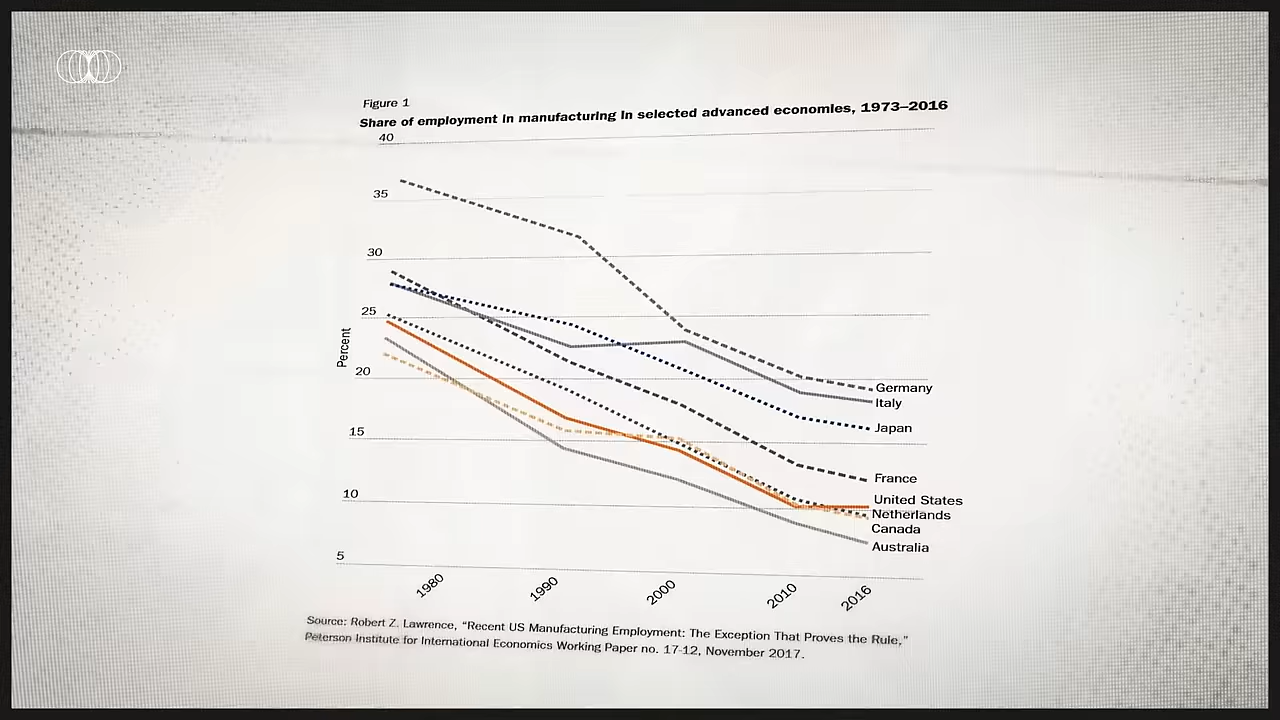 Figure 1
Share of employment in manufacturing in selected advanced economies, 1973–2016
40
35
30
25
20
15
10
5
Percent
Germany
Italy
Japan
France
United States
Netherlands
Canada
Australia
1980
1990
2000
2010
2016
Source: Robert Z. Lawrence, “Recent US Manufacturing Employment: The Exception That Proves the Rule,”
Peterson Institute for International Economics Working Paper no. 17-12, November 2017.